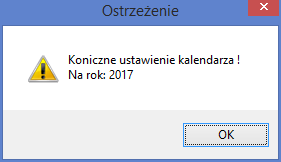 Ostrzeżenie
Koniczne ustawienie kalendarza !
Na rok: 2017
OK